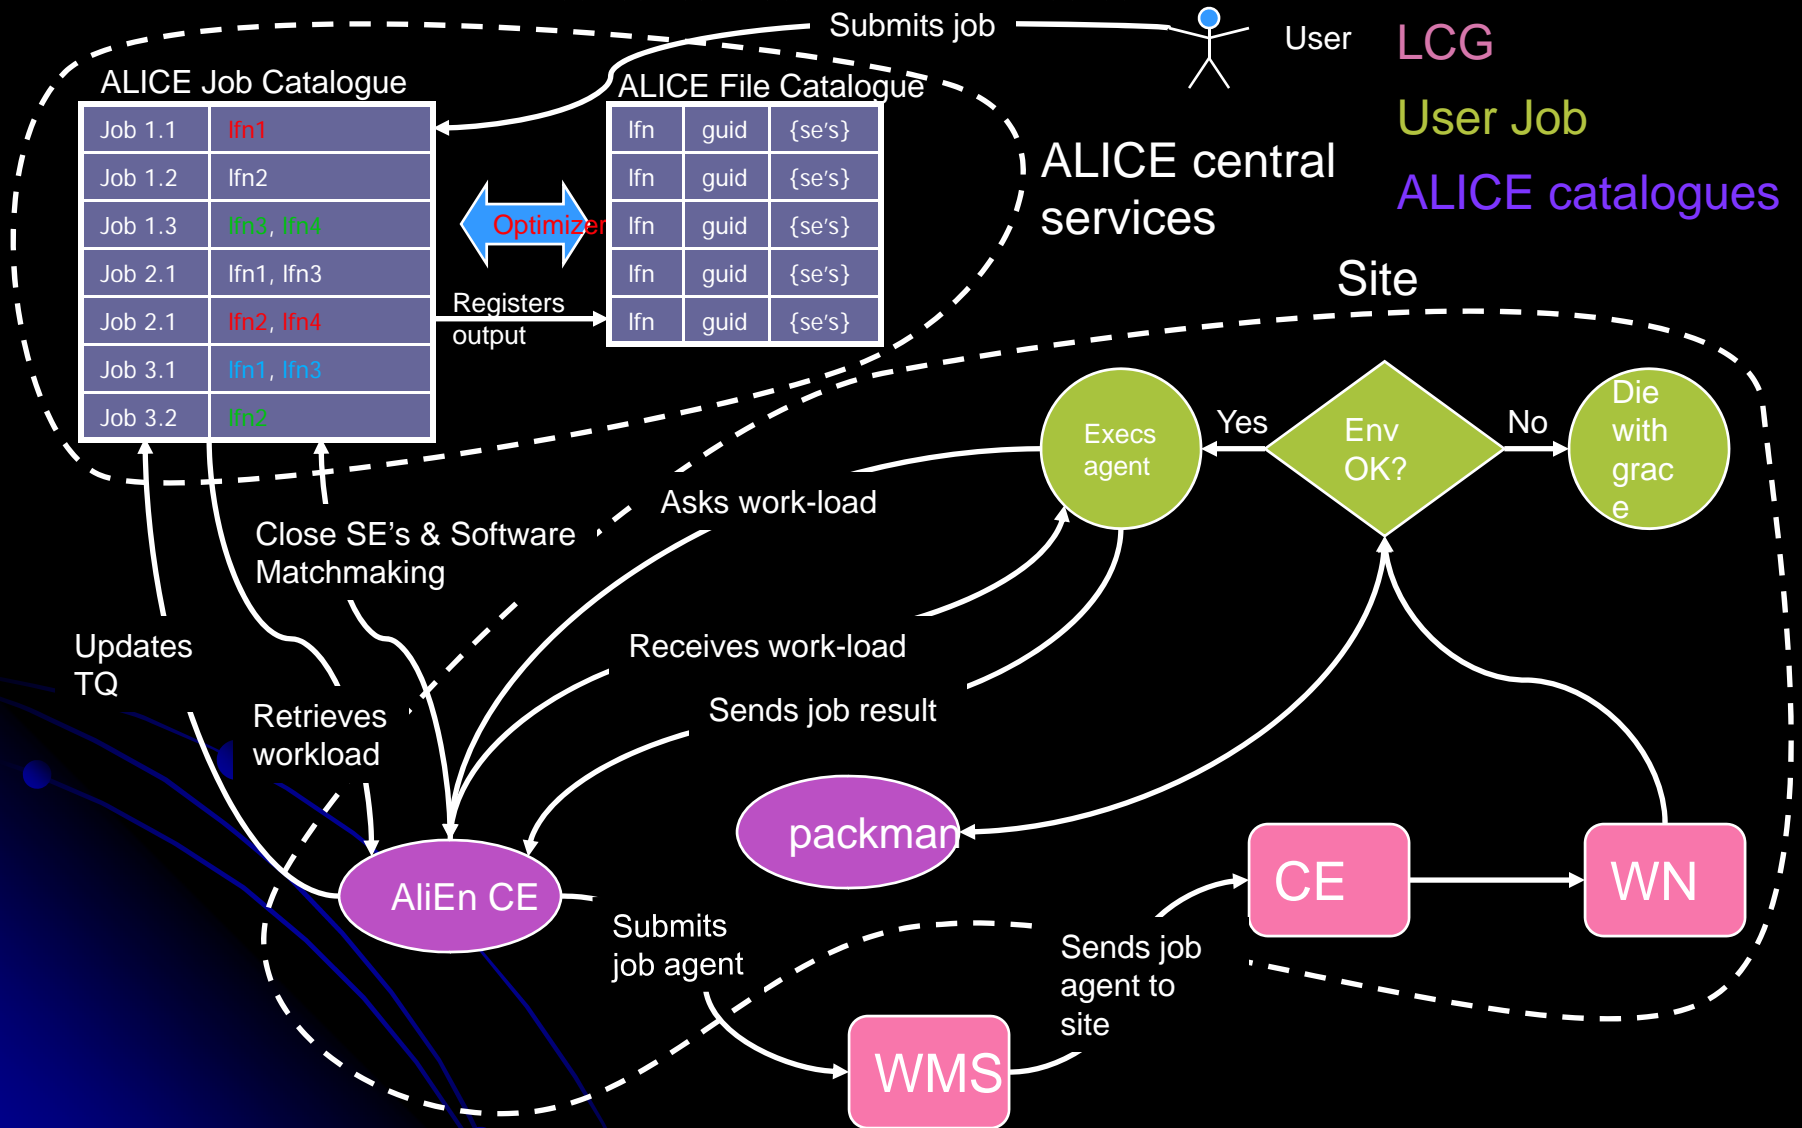 Submits job
User
LCG
User Job
ALICE catalogues
ALICE Job Catalogue
Job 1.1 lfn1
Job 1.2 lfn2
Job 1.3 lfn3, lfn4
Job 2.1 lfn1, lfn3
Job 2.1 lfn2, lfn4
Job 3.1 lfn1, lfn3
Job 3.2 lfn2
Optimizer
Registers
output
ALICE File Catalogue
lfn guid {se's}
lfn guid {se's}
lfn guid {se's}
lfn guid {se's}
lfn guid {se's}
ALICE central
services
Site
Execs
agent
Yes
Env
OK?
No
Die
with
grac
e
Asks work-load
Close SE's & Software
Matchmaking
Updates
TQ
Receives work-load
Retrieves
workload
Sends job result
packman
AliEn CE
Submits
job agent
CE
WN
Sends job
agent to
site
WMS